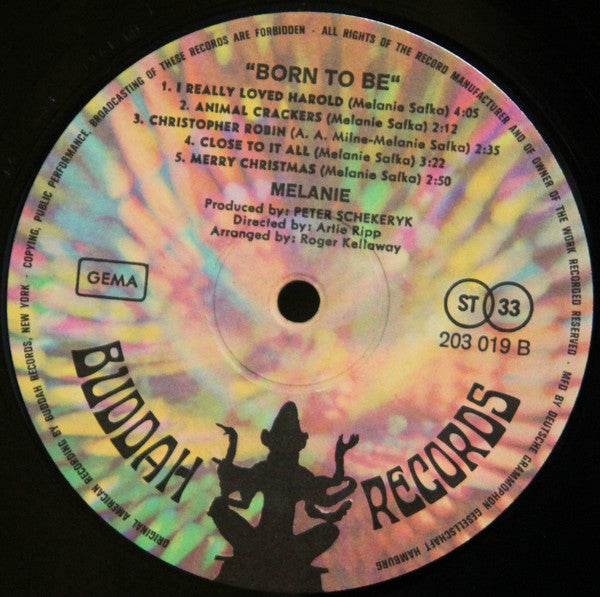 COPYING, PUBLIC PERFORMANCE, BROADCASTING OF THESE RECORDS ARE FORBIDDEN · ALL RIGHTS OF THE RECORD MANUFACTURER AND OF OWNER OF THE WORK RECORDED RESERVED ·
"BORN TO BE"
1. I REALLY LOVED HAROLD (Melanie Safka) 4:05
2. ANIMAL CRACKERS (Melanie Safka) 2:12
3. CHRISTOPHER ROBIN (A. A. Milne-Melanie Safka) 2:35
4. CLOSE TO IT ALL (Melanie Safka) 3:22
5. MERRY CHRISTMAS (Melanie Safka) 2:50
MELANIE
Produced by: PETER SCHEKERYK
Directed by: Artie Ripp
Arranged by: Roger Kellaway
GEMA
ST 33
203 019 B
BUDDAH RECORDS
ORIGINAL AMERICAN RECORDING BY BUDDAH RECORDS, NEW YORK ·
MFD BY DEUTSCHE GRAMMOPHON GESELLSCHAFT HAMBURG